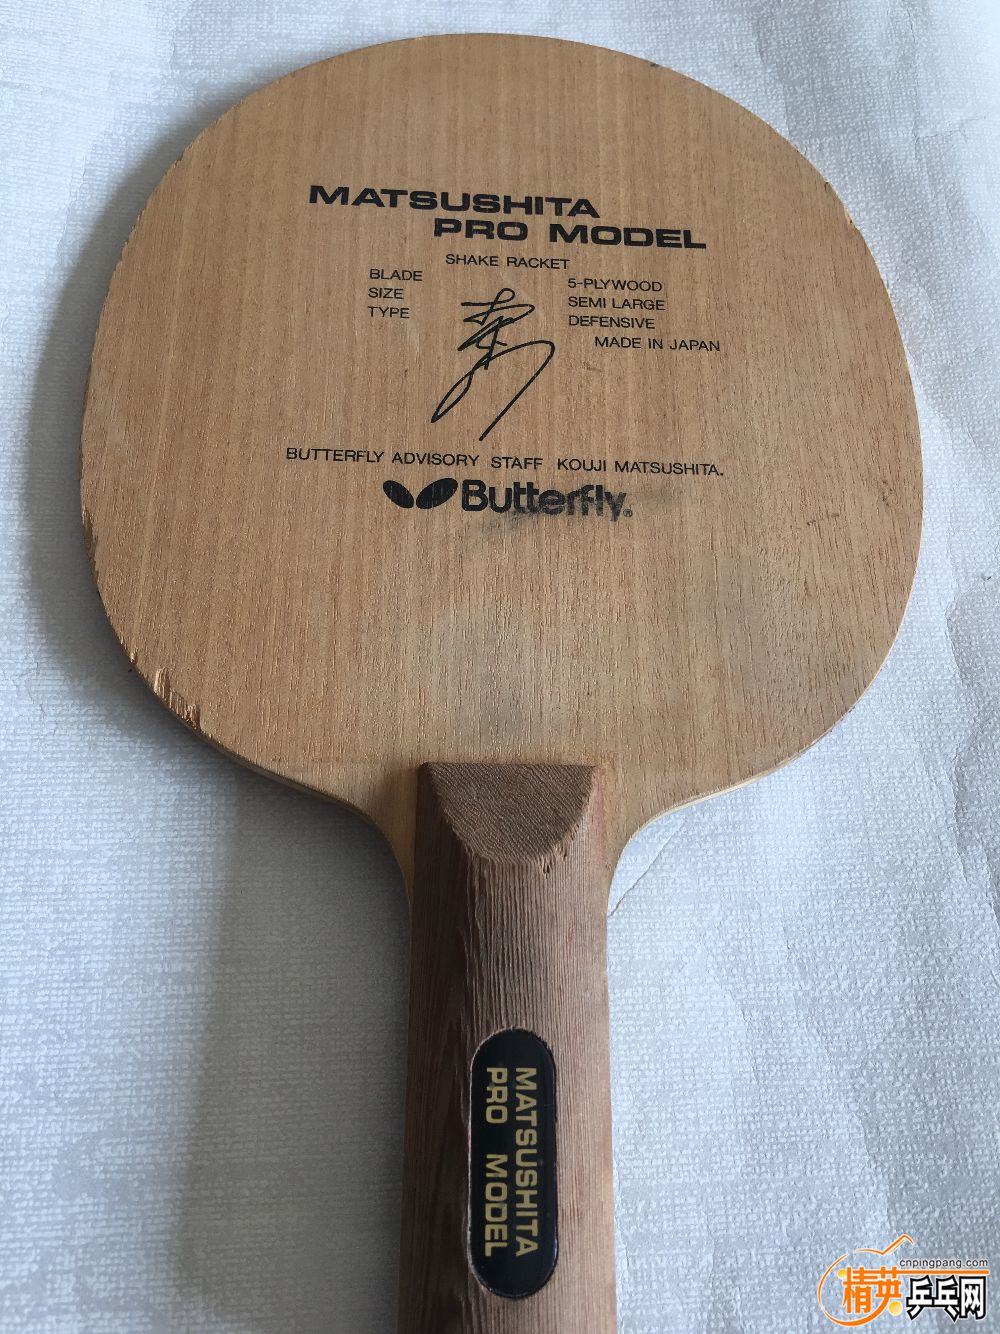 MATSUSHITA
PRO MODEL
SHAKE RACKET
BLADE 5-PLYWOOD
SIZE SEMI LARGE
TYPE DEFENSIVE
MADE IN JAPAN
BUTTERFLY ADVISORY STAFF KOUJI MATSUSHITA.
Butterfly®
MATSUSHITA
PRO MODEL
cnpingpang.com
精英乒乓网